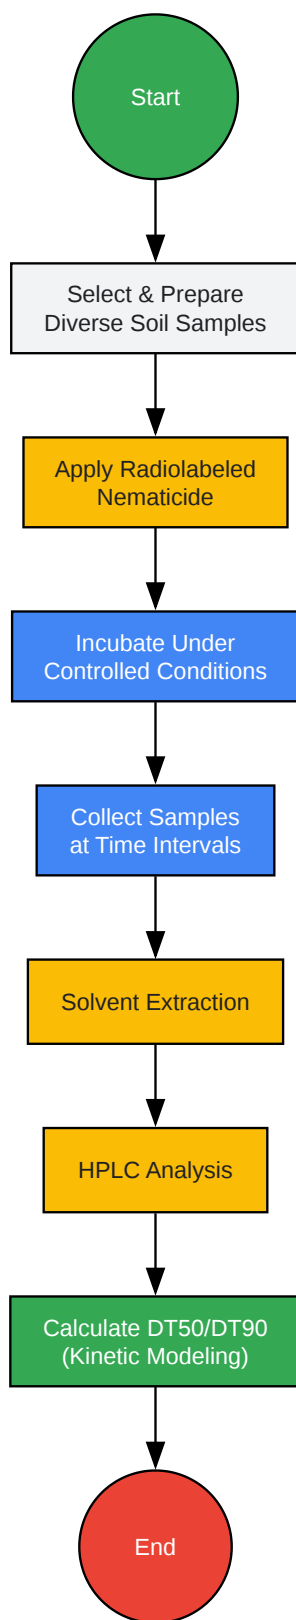 Start
Select & Prepare
Diverse Soil Samples
Apply Radiolabeled
Nematicide
Incubate Under
Controlled Conditions
Collect Samples
at Time Intervals
Solvent Extraction
HPLC Analysis
Calculate DT50/DT90
(Kinetic Modeling)
End